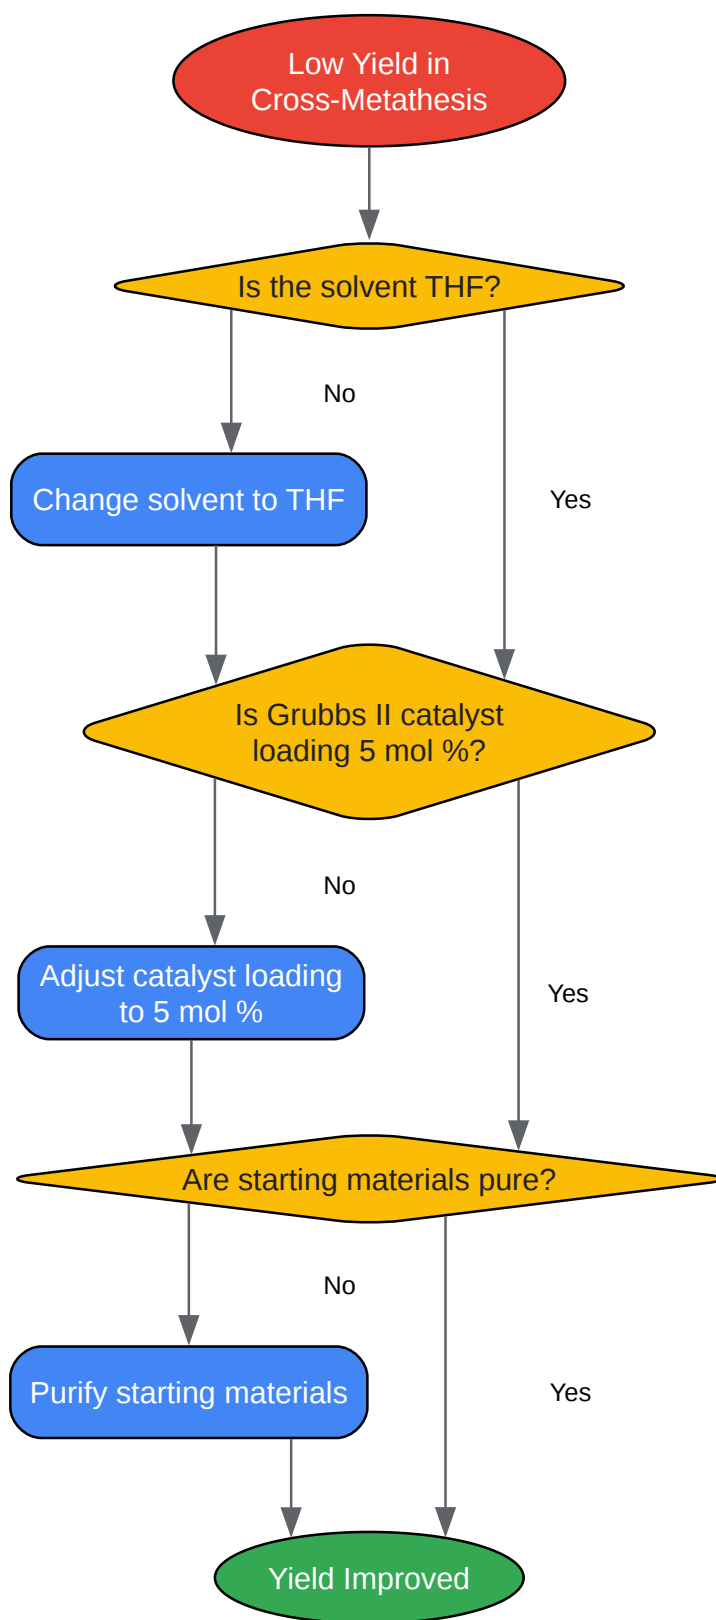 Low Yield in
Cross-Metathesis
Is the solvent THF?
No
Change solvent to THF
Yes
Is Grubbs II catalyst
loading 5 mol %?
No
Adjust catalyst loading
to 5 mol %
Yes
Are starting materials pure?
No
Purify starting materials
Yes
Yield Improved